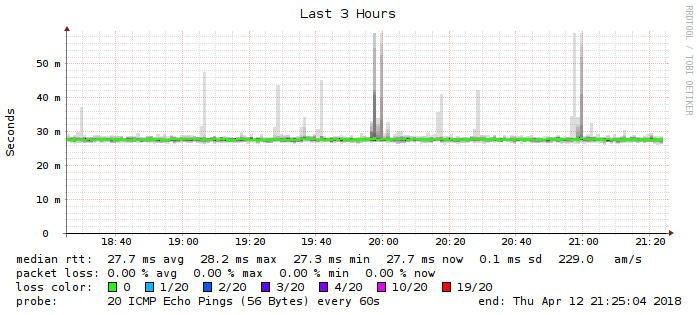 Last 3 Hours
RRDTOOL / TOBI OETIKER
Seconds
50 m
40 m
30 m
20 m
10 m
0
18:40 19:00 19:20 19:40 20:00 20:20 20:40 21:00 21:20
median rtt: 27.7 ms avg 28.2 ms max 27.3 ms min 27.7 ms now 0.1 ms sd 229.0 am/s
packet loss: 0.00 % avg 0.00 % max 0.00 % min 0.00 % now
loss color: 0 1/20 2/20 3/20 4/20 10/20 19/20
probe: 20 ICMP Echo Pings (56 Bytes) every 60s end: Thu Apr 12 21:25:04 2018